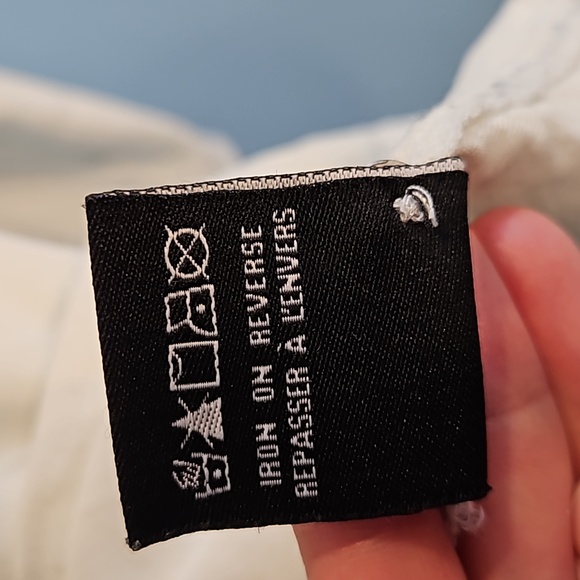 IRON ON REVERSE
REPASSER À L'ENVERS